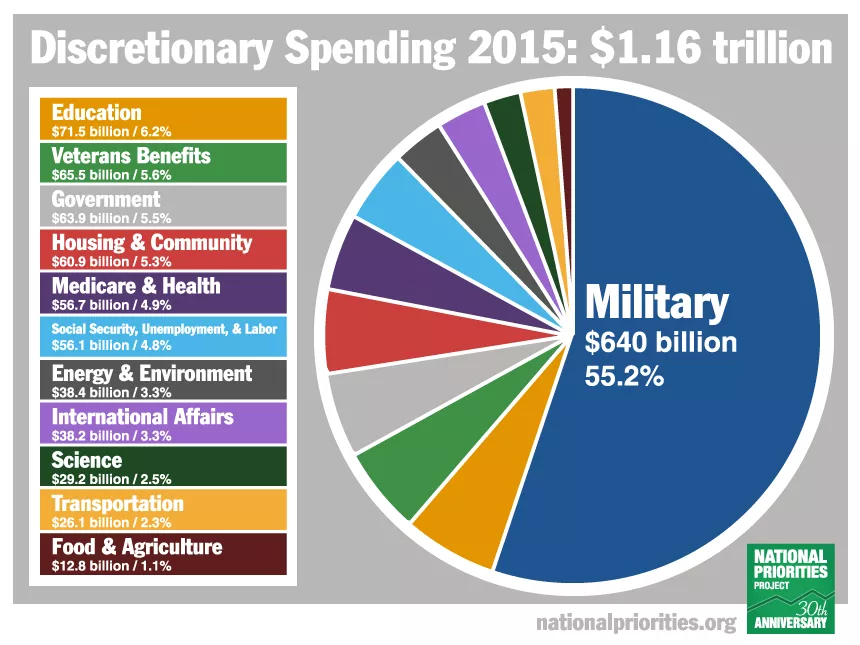 Discretionary Spending 2015: $1.16 trillion
Education
$71.5 billion / 6.2%
Veterans Benefits
$65.5 billion / 5.6%
Government
$63.9 billion / 5.5%
Housing & Community
$60.9 billion / 5.3%
Medicare & Health
$56.7 billion / 4.9%
Social Security, Unemployment, & Labor
$56.1 billion / 4.8%
Energy & Environment
$38.4 billion / 3.3%
International Affairs
$38.2 billion / 3.3%
Science
$29.2 billion / 2.5%
Transportation
$26.1 billion / 2.3%
Food & Agriculture
$12.8 billion / 1.1%
Military
$640 billion
55.2%
nationalpriorities.org
NATIONAL
PRIORITIES
PROJECT
30th
ANNIVERSARY